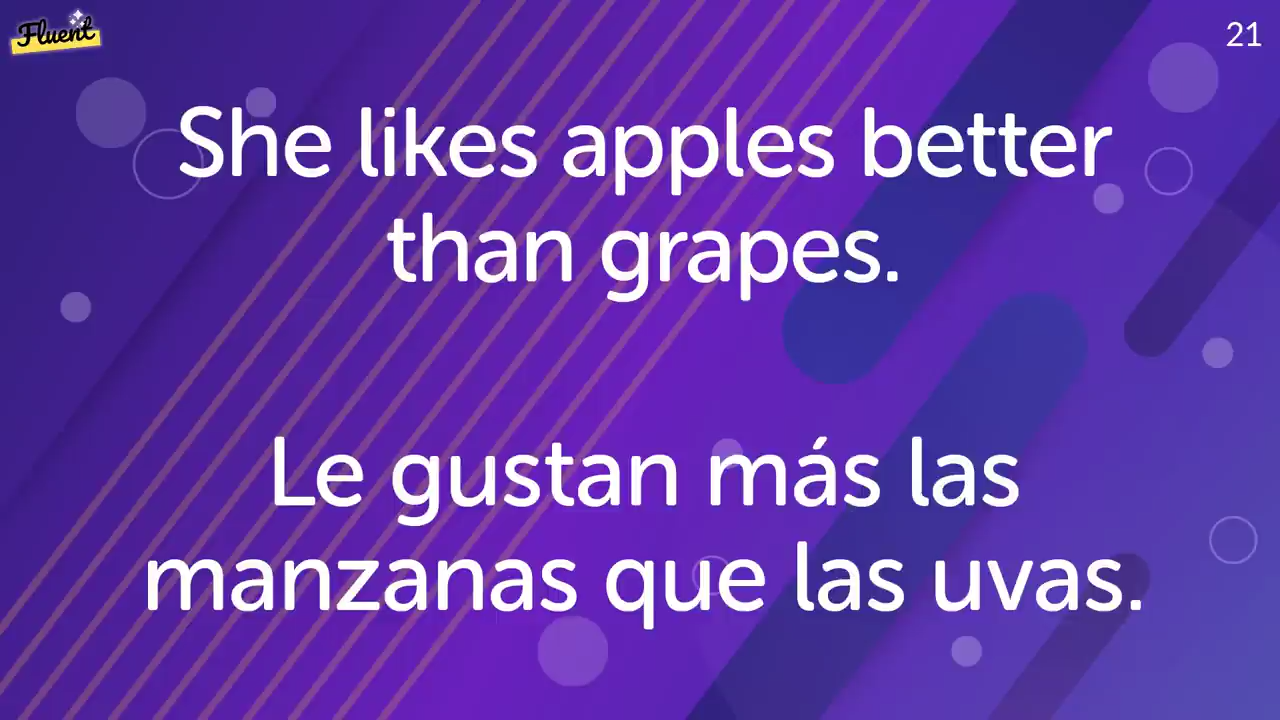 Fluent
21
She likes apples better
than grapes.
Le gustan más las
manzanas que las uvas.